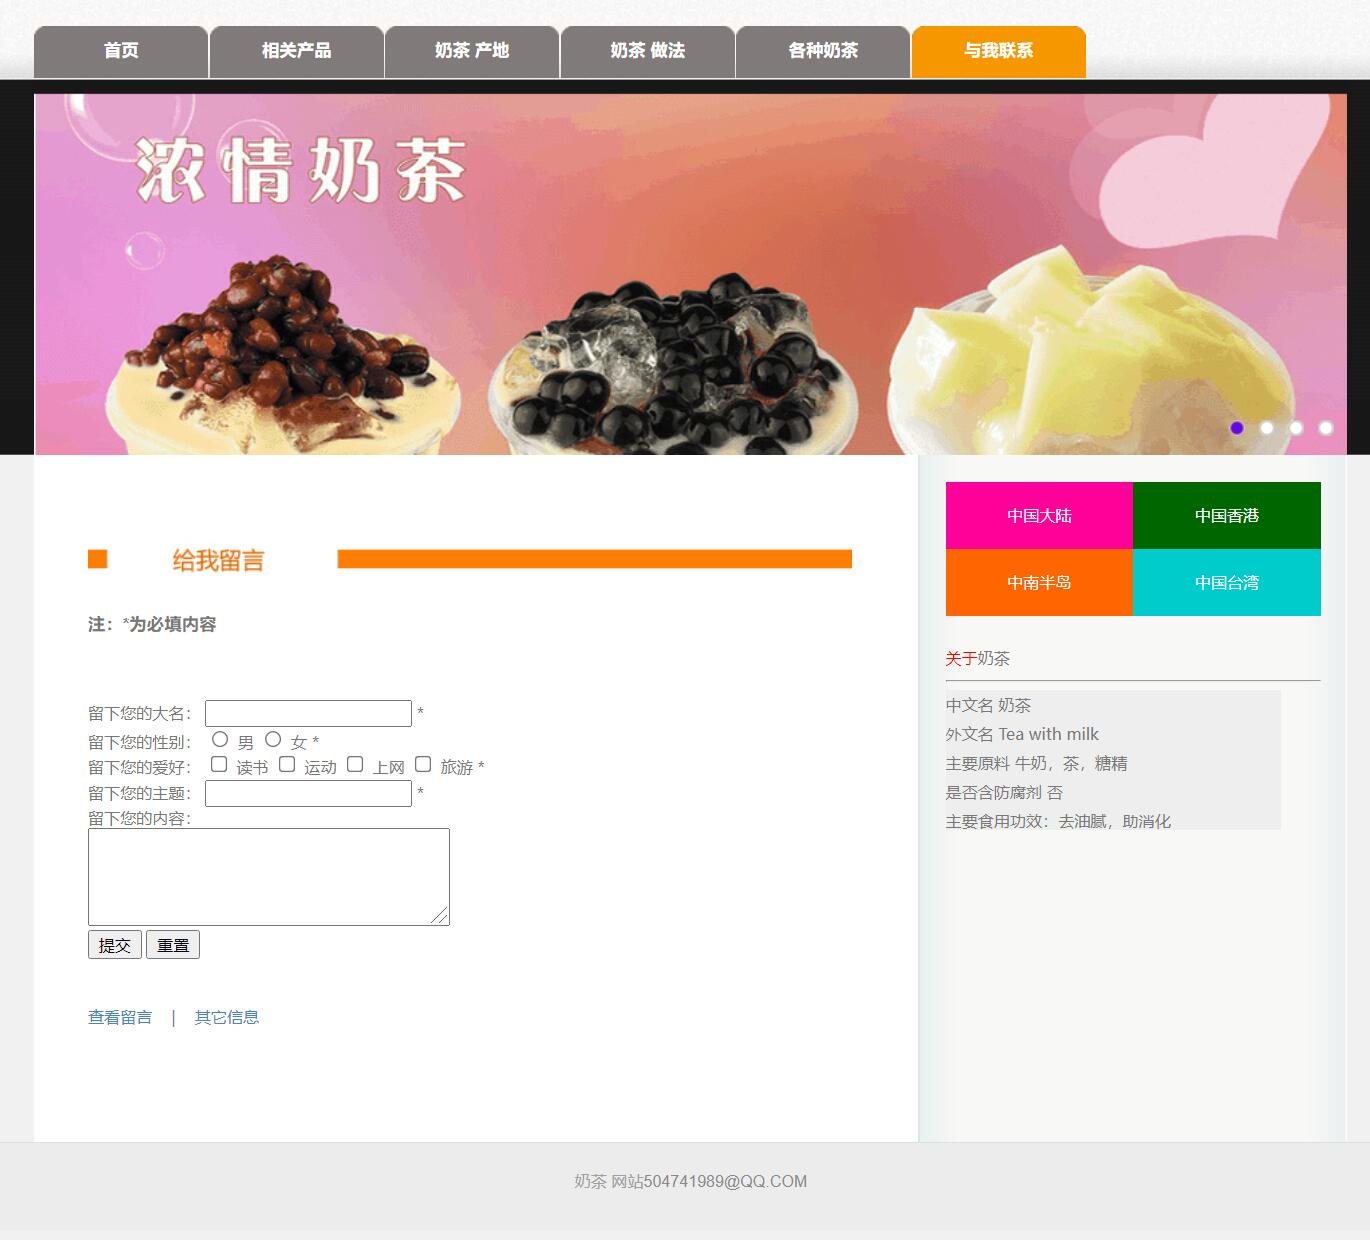 首页
相关产品
奶茶 产地
奶茶 做法
各种奶茶
与我联系
浓情奶茶
给我留言
注：*为必填内容
留下您的大名： *
留下您的性别： 男 女 *
留下您的爱好： 读书 运动 上网 旅游 *
留下您的主题： *
留下您的内容：
提交 重置
查看留言 | 其它信息
中国大陆 中国香港
中南半岛 中国台湾
关于奶茶
中文名 奶茶
外文名 Tea with milk
主要原料 牛奶，茶，糖精
是否含防腐剂 否
主要食用功效：去油腻，助消化
奶茶 网站504741989@QQ.COM